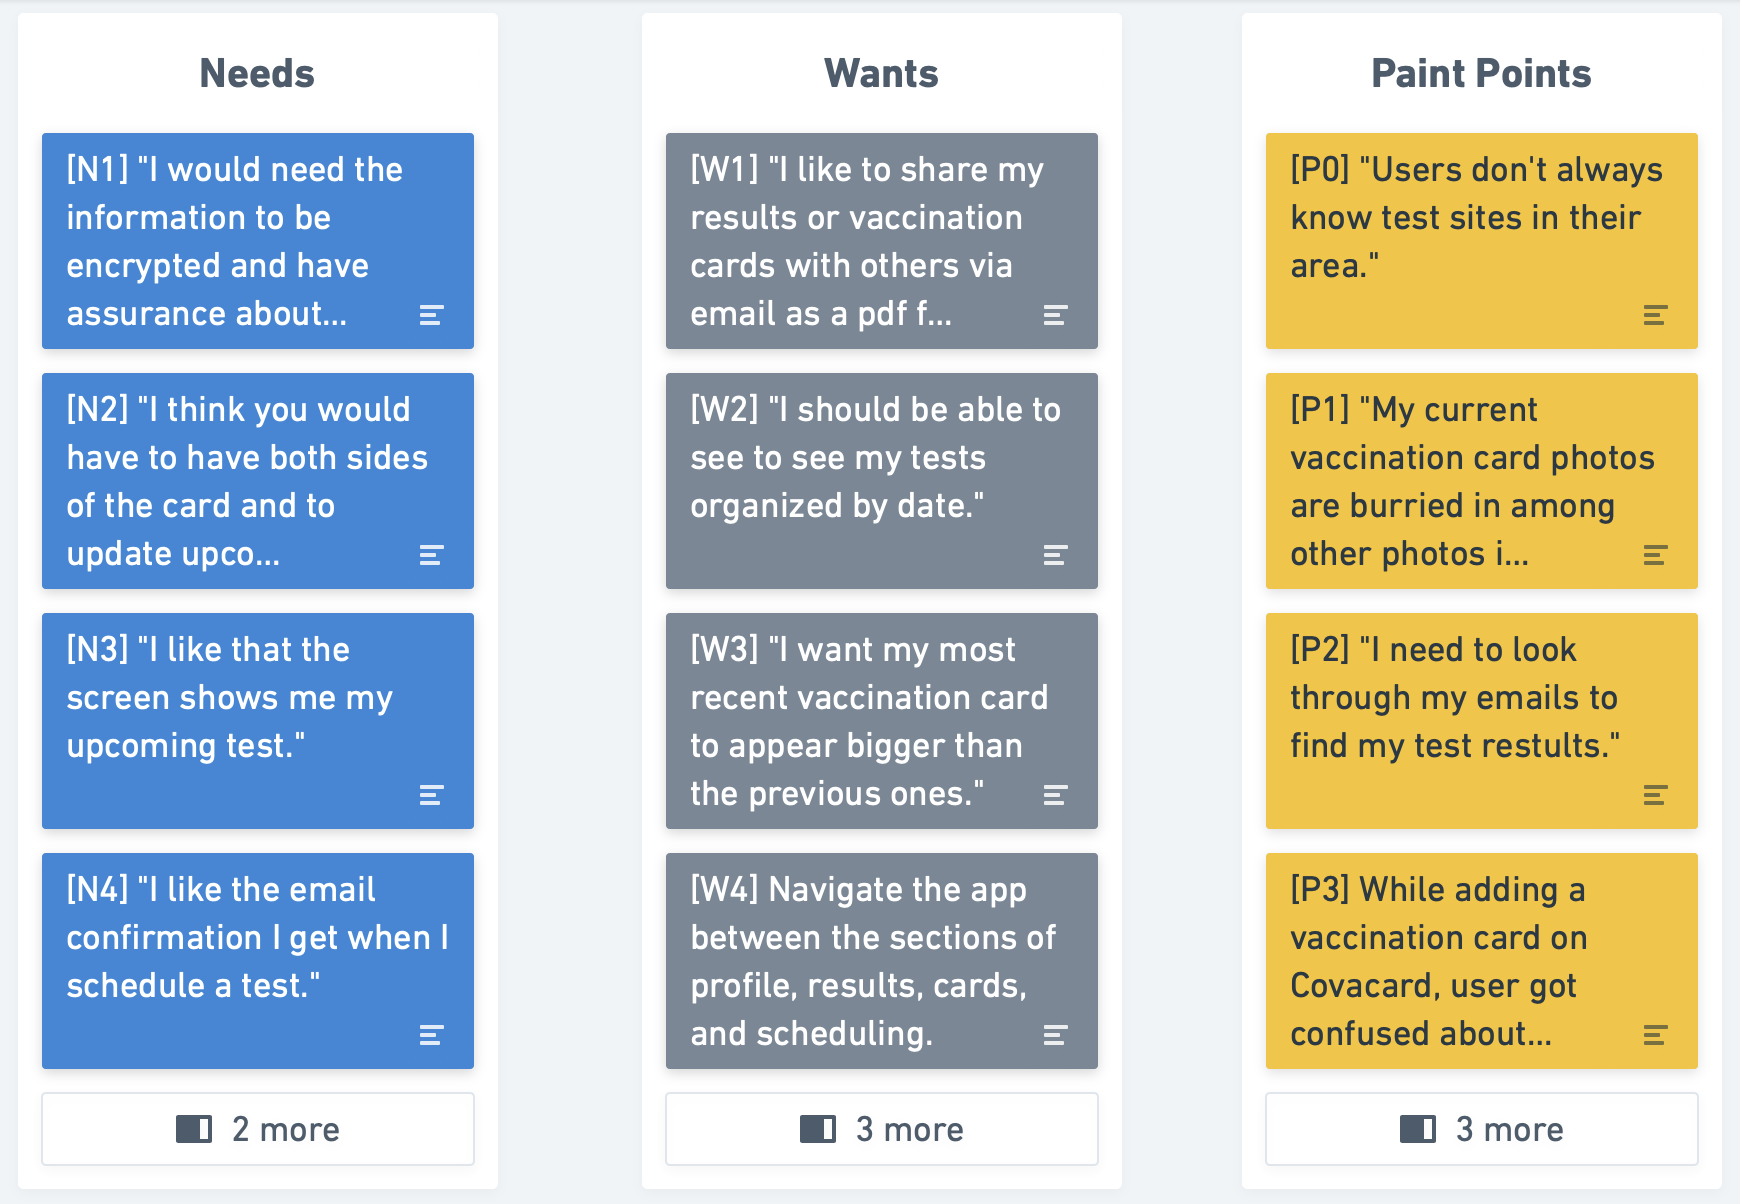 Needs
[N1] "I would need the
information to be
encrypted and have
assurance about...
[N2] "I think you would
have to have both sides
of the card and to
update upco...
[N3] "I like that the
screen shows me my
upcoming test."
[N4] "I like the email
confirmation I get when I
schedule a test."
2 more
Wants
[W1] "I like to share my
results or vaccination
cards with others via
email as a pdf f...
[W2] "I should be able to
see to see my tests
organized by date."
[W3] "I want my most
recent vaccination card
to appear bigger than
the previous ones."
[W4] Navigate the app
between the sections of
profile, results, cards,
and scheduling.
3 more
Paint Points
[P0] "Users don't always
know test sites in their
area."
[P1] "My current
vaccination card photos
are burried in among
other photos i...
[P2] "I need to look
through my emails to
find my test restults."
[P3] While adding a
vaccination card on
Covacard, user got
confused about...
3 more